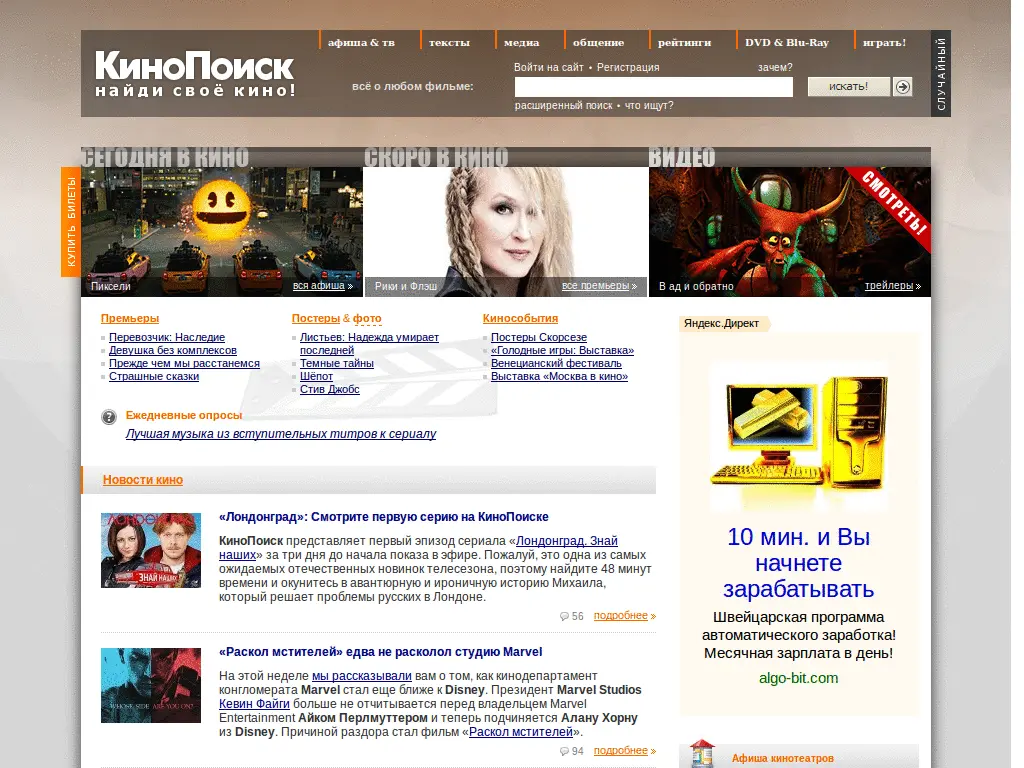 КиноПоиск
найди своё кино!
афиша & тв
тексты
медиа
общение
рейтинги
DVD & Blu-Ray
играть!
СЛУЧАЙНЫЙ
Войти на сайт • Регистрация
зачем?
всё о любом фильме:
искать!
расширенный поиск • что ищут?
СЕГОДНЯ В КИНО
СКОРО В КИНО
ВИДЕО
КУПИТЬ БИЛЕТЫ
СМОТРЕТЬ!
Пиксели
вся афиша »
Рики и Флэш
все премьеры »
В ад и обратно
трейлеры »
Премьеры
Перевозчик: Наследие
Девушка без комплексов
Прежде чем мы расстанемся
Страшные сказки
Постеры & фото
Листьев: Надежда умирает
последней
Темные тайны
Шёпот
Стив Джобс
Кинособытия
Постеры Скорсезе
«Голодные игры: Выставка»
Венецианский фестиваль
Выставка «Москва в кино»
Ежедневные опросы
Лучшая музыка из вступительных титров к сериалу
Новости кино
ЛОНДОНГРАД
ЗНАЙ НАШИХ
«Лондонград»: Смотрите первую серию на КиноПоиске
КиноПоиск представляет первый эпизод сериала «Лондонград. Знай
наших» за три дня до начала показа в эфире. Пожалуй, это одна из самых
ожидаемых отечественных новинок телесезона, поэтому найдите 48 минут
времени и окунитесь в авантюрную и ироничную историю Михаила,
который решает проблемы русских в Лондоне.
56 подробнее »
WHOSE SIDE ARE YOU ON?
«Раскол мстителей» едва не расколол студию Marvel
На этой неделе мы рассказывали вам о том, как кинодепартамент
конгломерата Marvel стал еще ближе к Disney. Президент Marvel Studios
Кевин Файги больше не отчитывается перед владельцем Marvel
Entertainment Айком Перлмуттером и теперь подчиняется Алану Хорну
из Disney. Причиной раздора стал фильм «Раскол мстителей».
94 подробнее »
Яндекс.Директ
10 мин. и Вы
начнете
зарабатывать
Швейцарская программа
автоматического заработка!
Месячная зарплата в день!
algo-bit.com
Афиша кинотеатров